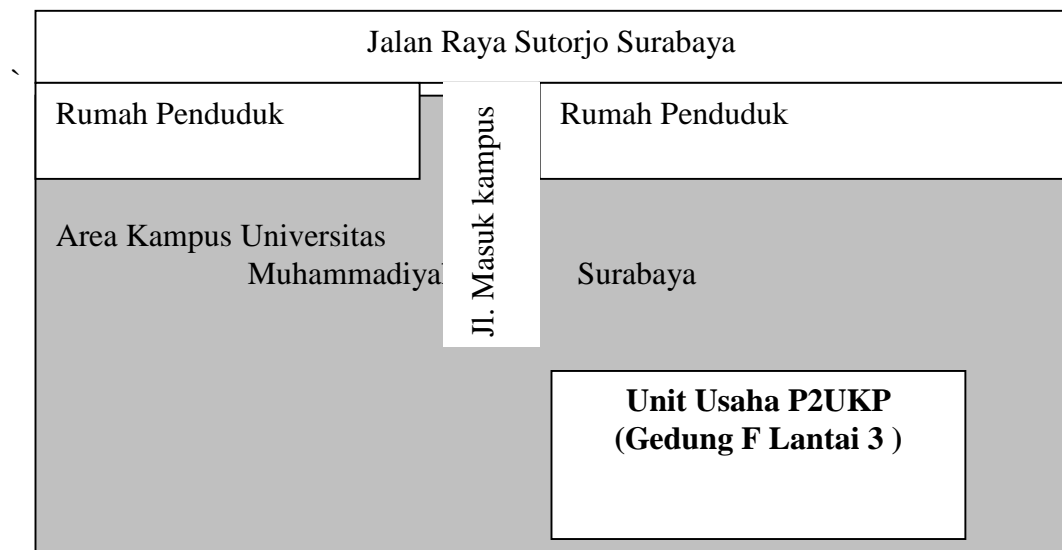 Jalan Raya Sutorjo Surabaya
`
Rumah Penduduk
Rumah Penduduk
Jl. Masuk kampus
Area Kampus Universitas
Muhammadiya Surabaya
Unit Usaha P2UKP
(Gedung F Lantai 3 )